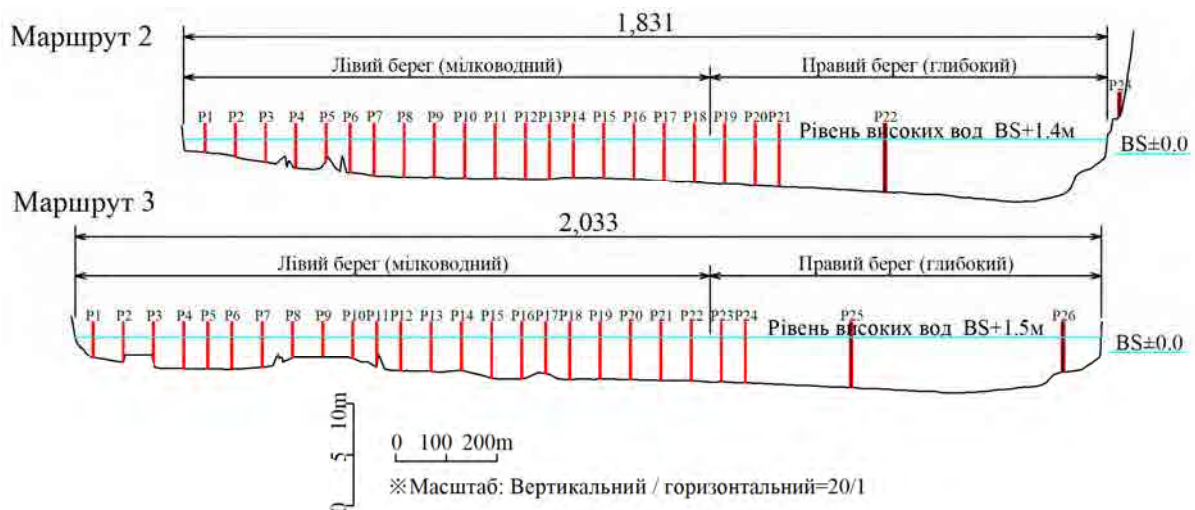 Маршрут 2
1,831
Лівий берег (мілководний) Правий берег (глибокий)
P1 P2 P3 P4 P5 P6 P7 P8 P9 P10 P11 P12 P13 P14 P15 P16 P17 P18 P19 P20 P21 P22
Рівень високих вод BS+1.4м
BS±0.0
Маршрут 3
2,033
Лівий берег (мілководний) Правий берег (глибокий)
P1 P2 P3 P4 P5 P6 P7 P8 P9 P10 P11 P12 P13 P14 P15 P16 P17 P18 P19 P20 P21 P22 P23 P24 P25 P26
Рівень високих вод BS+1.5м
BS±0.0
10m
5
0
0 100 200m
※Масштаб: Вертикальний / горизонтальний=20/1